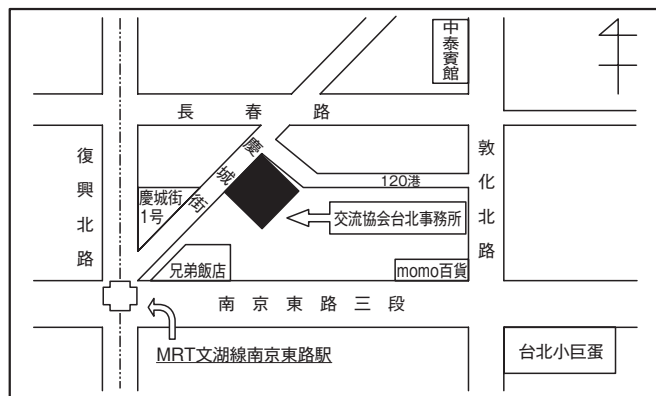 中泰賓館
長春路
復興北路
慶城街
敦化北路
120港
慶城街
1号
交流協会台北事務所
兄弟飯店
momo百貨
南京東路三段
MRT文湖線南京東路駅
台北小巨蛋